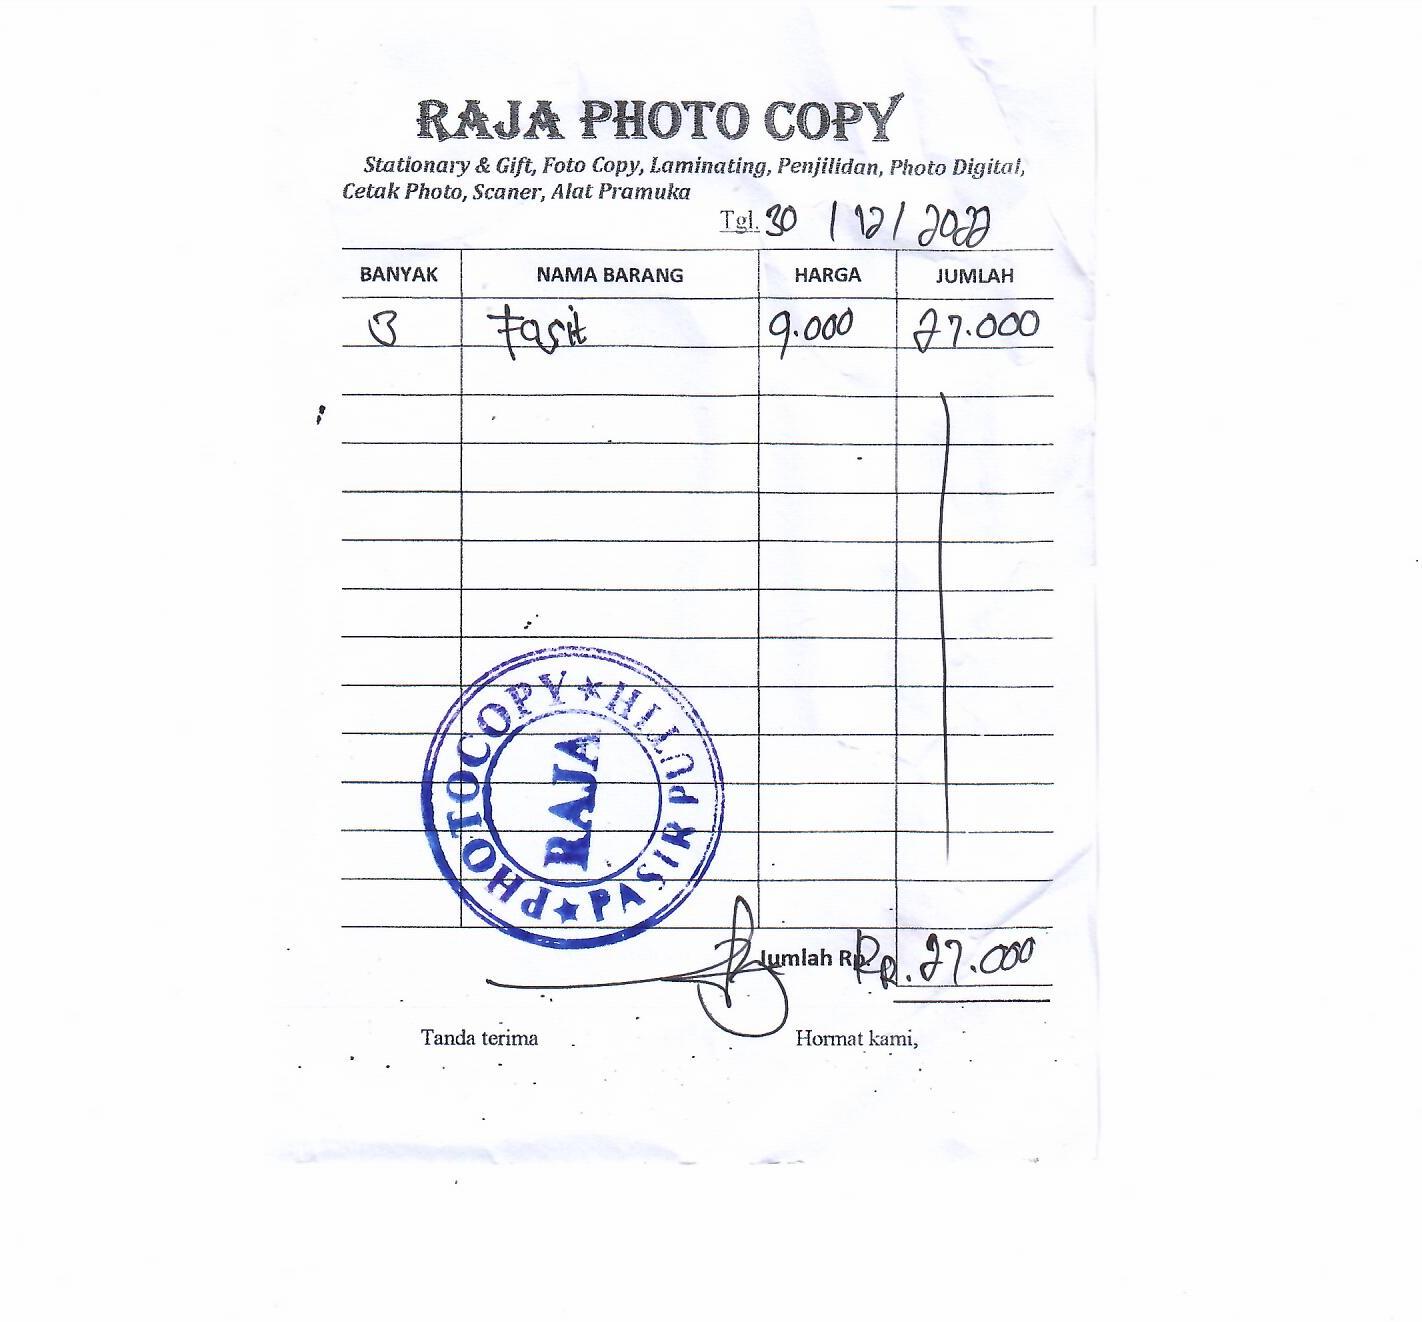 RAJA PHOTO COPY
Stationary & Gift, Foto Copy, Laminating, Penjilidan, Photo Digital,
Cetak Photo, Scaner, Alat Pramuka
Tgl. 30 / 12 / 2022
BANYAK NAMA BARANG HARGA JUMLAH
3 9.000 27.000
PHOTOCOPY ★ PASIR PUTIH ★
RAJA
Jumlah Rp. 27.000
Tanda terima Hormat kami,